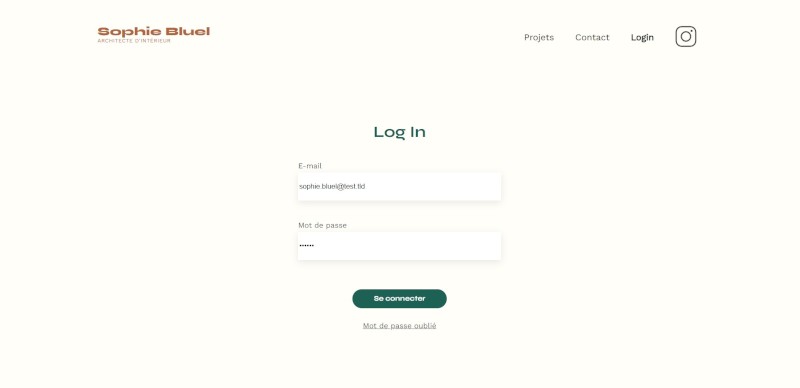 Sophie Bluel
ARCHITECTE D'INTÉRIEUR
Projets
Contact
Login
Log In
E-mail
sophie.bluel@test.tld
Mot de passe
••••••
Se connecter
Mot de passe oublié